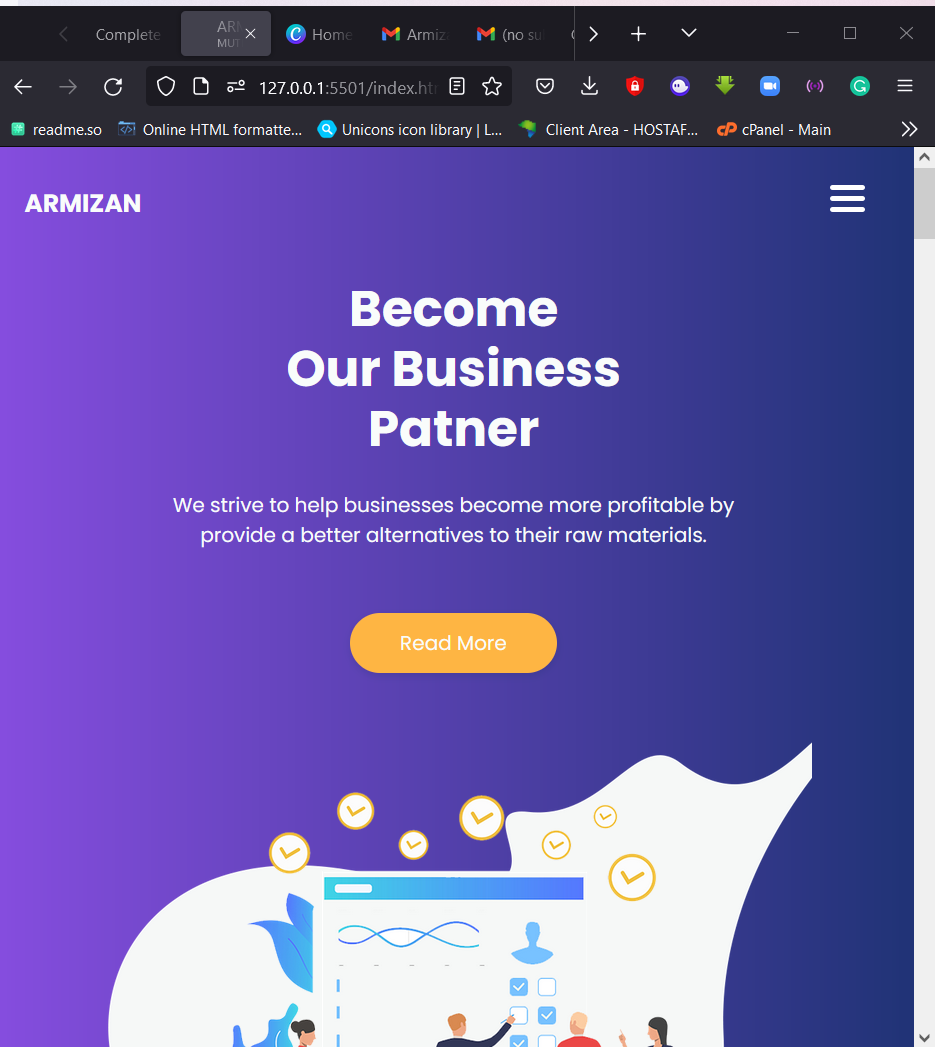 Complete
AR
MUT
Home
Armiza
(no su
127.0.0.1:5501/index.ht
readme.so
Online HTML formatte...
Unicons icon library | L...
Client Area - HOSTAF...
cPanel - Main
ARMIZAN
Become
Our Business
Patner
We strive to help businesses become more profitable by
provide a better alternatives to their raw materials.
Read More